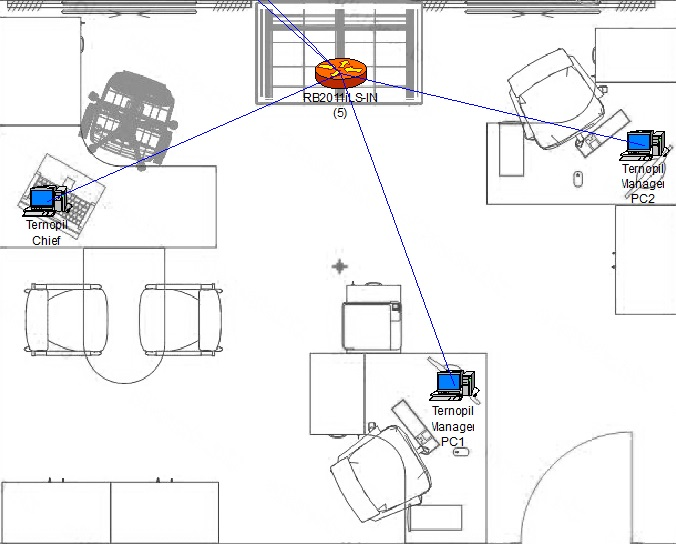 RB2011iLS-IN
(5)
Ternopil
Manager
PC2
Ternopil
Chief
Ternopil
Manager
PC1